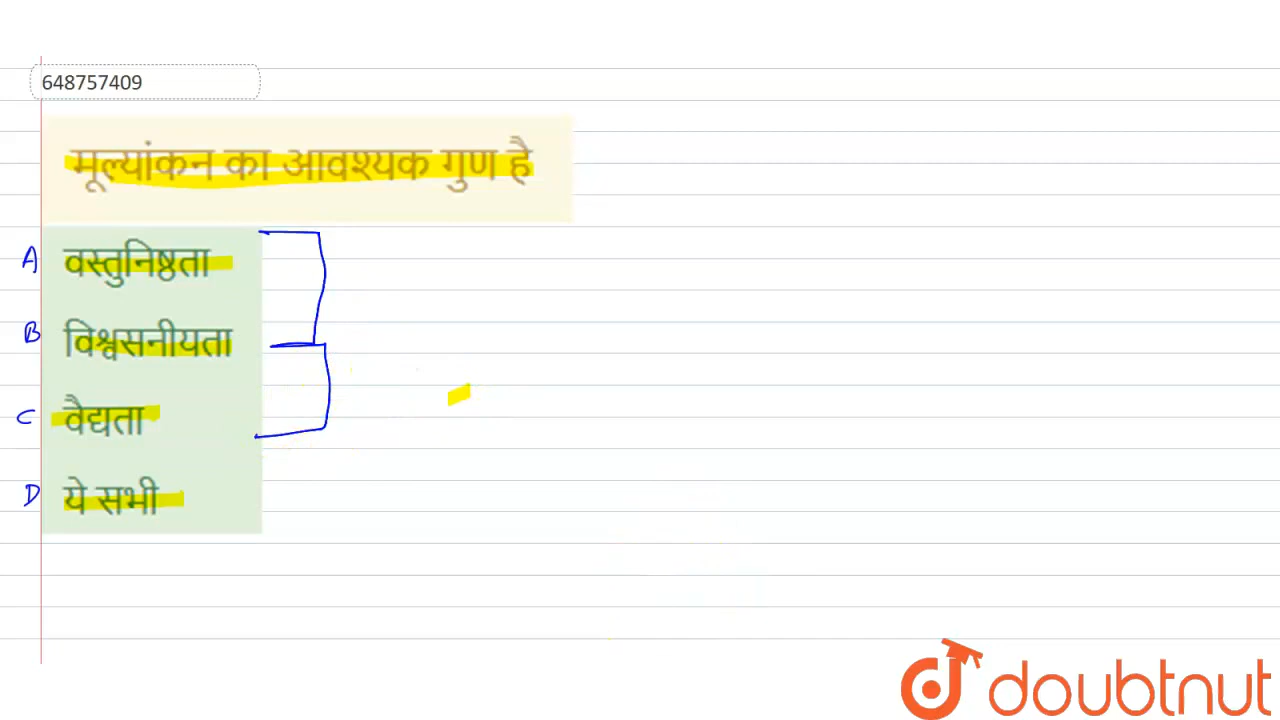 648757409
मूल्यांकन का आवश्यक गुण है
A वस्तुनिष्ठता
B विश्वसनीयता
C वैद्यता
D ये सभी
doubtnut